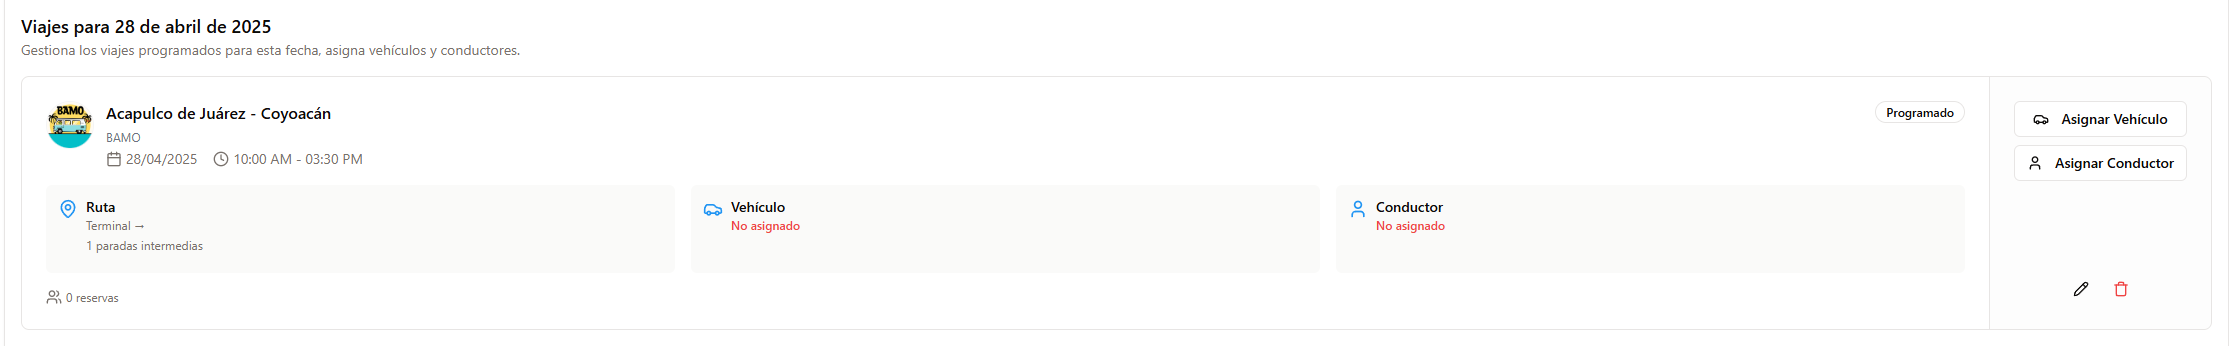 Viajes para 28 de abril de 2025
Gestiona los viajes programados para esta fecha, asigna vehículos y conductores.
BAMO
Acapulco de Juárez - Coyoacán
BAMO
28/04/2025 10:00 AM - 03:30 PM
Programado
Ruta
Terminal →
1 paradas intermedias
Vehículo
No asignado
Conductor
No asignado
0 reservas
Asignar Vehículo
Asignar Conductor